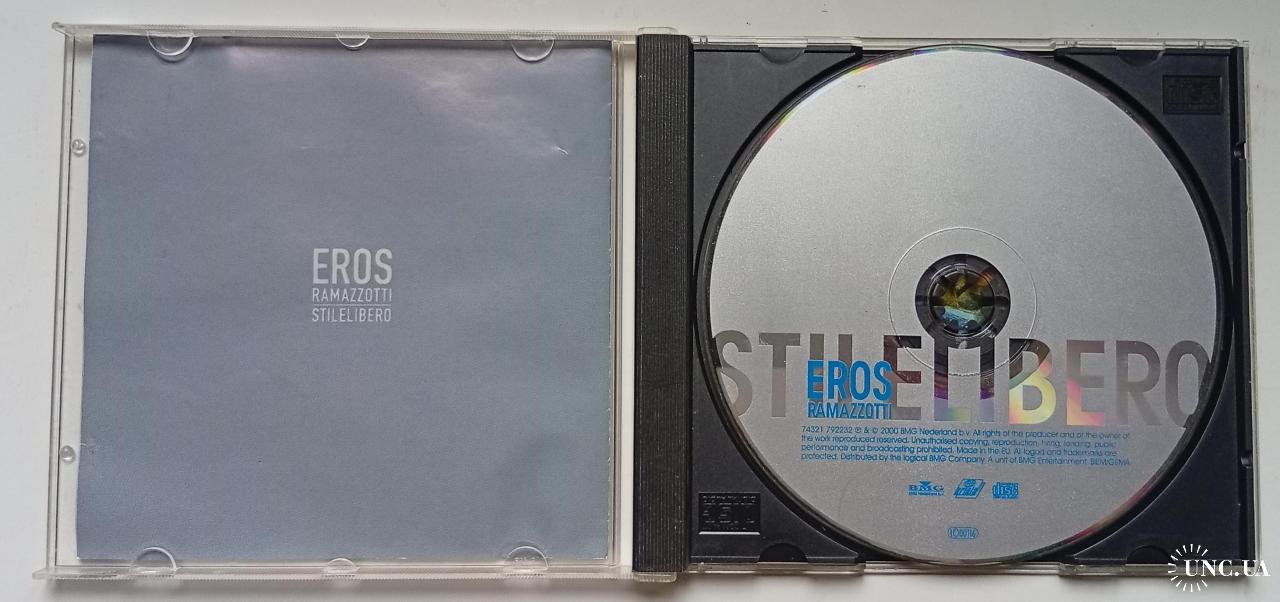 EROS
RAMAZZOTTI
STILELIBERO
STILELIBERO
EROS
RAMAZZOTTI
74321 792232 ℗ & © 2000 BMG Nederland b.v. All rights of the producer and of the owner of
the work reproduced reserved. Unauthorised copying, reproduction, hiring, lending, public
performance and broadcasting prohibited. Made in the EU. All logos and trademarks are
protected. Distributed by the logical BMG Company. A unit of BMG Entertainment. BIEM/GEMA
BMG
disc
UNC.UA